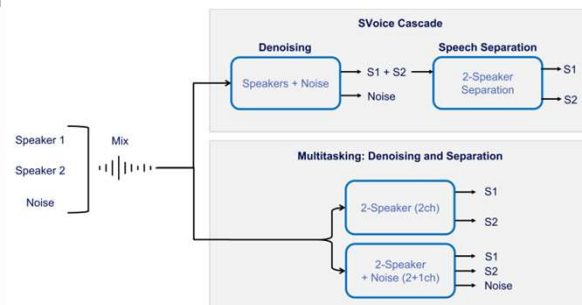 SVoice Cascade
Denoising
Speech Separation
Speakers + Noise
S1 + S2
Noise
2-Speaker
Separation
S1
S2
Speaker 1
Speaker 2
Noise
Mix
Multitasking: Denoising and Separation
2-Speaker (2ch)
S1
S2
2-Speaker
+ Noise (2+1ch)
S1
S2
Noise